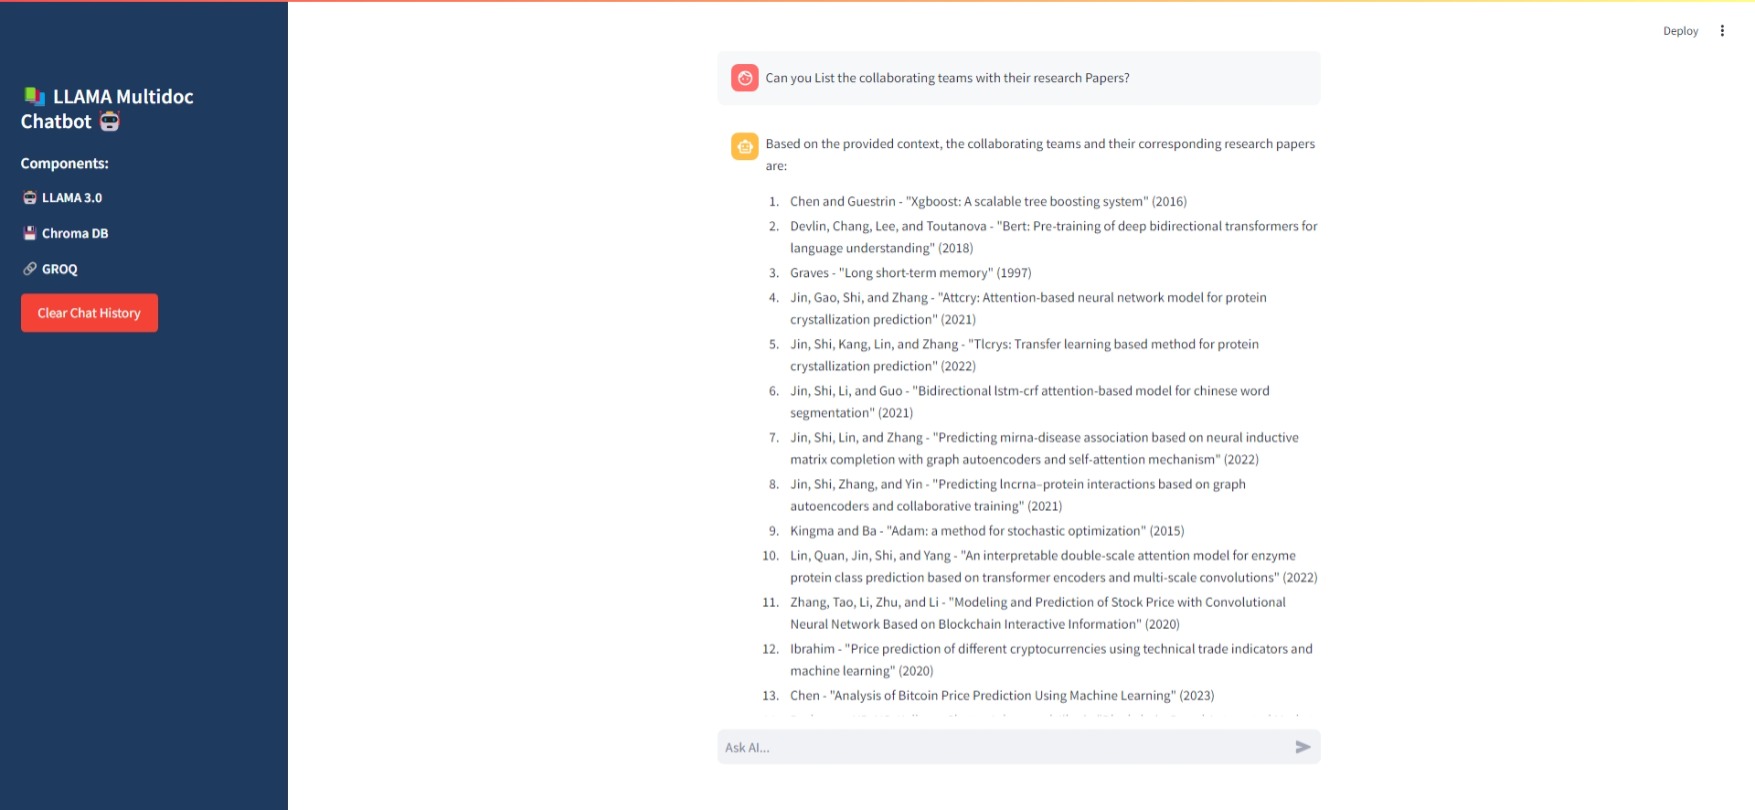 Deploy
LLAMA Multidoc
Chatbot
Components:
LLAMA 3.0
Chroma DB
GROQ
Clear Chat History
Can you List the collaborating teams with their research Papers?
Based on the provided context, the collaborating teams and their corresponding research papers
are:
1. Chen and Guestrin - "Xgboost: A scalable tree boosting system" (2016)
2. Devlin, Chang, Lee, and Toutanova - "Bert: Pre-training of deep bidirectional transformers for
language understanding" (2018)
3. Graves - "Long short-term memory" (1997)
4. Jin, Gao, Shi, and Zhang - "Attcry: Attention-based neural network model for protein
crystallization prediction" (2021)
5. Jin, Shi, Kang, Lin, and Zhang - "Tlcrys: Transfer learning based method for protein
crystallization prediction" (2022)
6. Jin, Shi, Li, and Guo - "Bidirectional lstm-crf attention-based model for chinese word
segmentation" (2021)
7. Jin, Shi, Lin, and Zhang - "Predicting mirna-disease association based on neural inductive
matrix completion with graph autoencoders and self-attention mechanism" (2022)
8. Jin, Shi, Zhang, and Yin - "Predicting lncrna–protein interactions based on graph
autoencoders and collaborative training" (2021)
9. Kingma and Ba - "Adam: a method for stochastic optimization" (2015)
10. Lin, Quan, Jin, Shi, and Yang - "An interpretable double-scale attention model for enzyme
protein class prediction based on transformer encoders and multi-scale convolutions" (2022)
11. Zhang, Tao, Li, Zhu, and Li - "Modeling and Prediction of Stock Price with Convolutional
Neural Network Based on Blockchain Interactive Information" (2020)
12. Ibrahim - "Price prediction of different cryptocurrencies using technical trade indicators and
machine learning" (2020)
13. Chen - "Analysis of Bitcoin Price Prediction Using Machine Learning" (2023)
Ask AI...